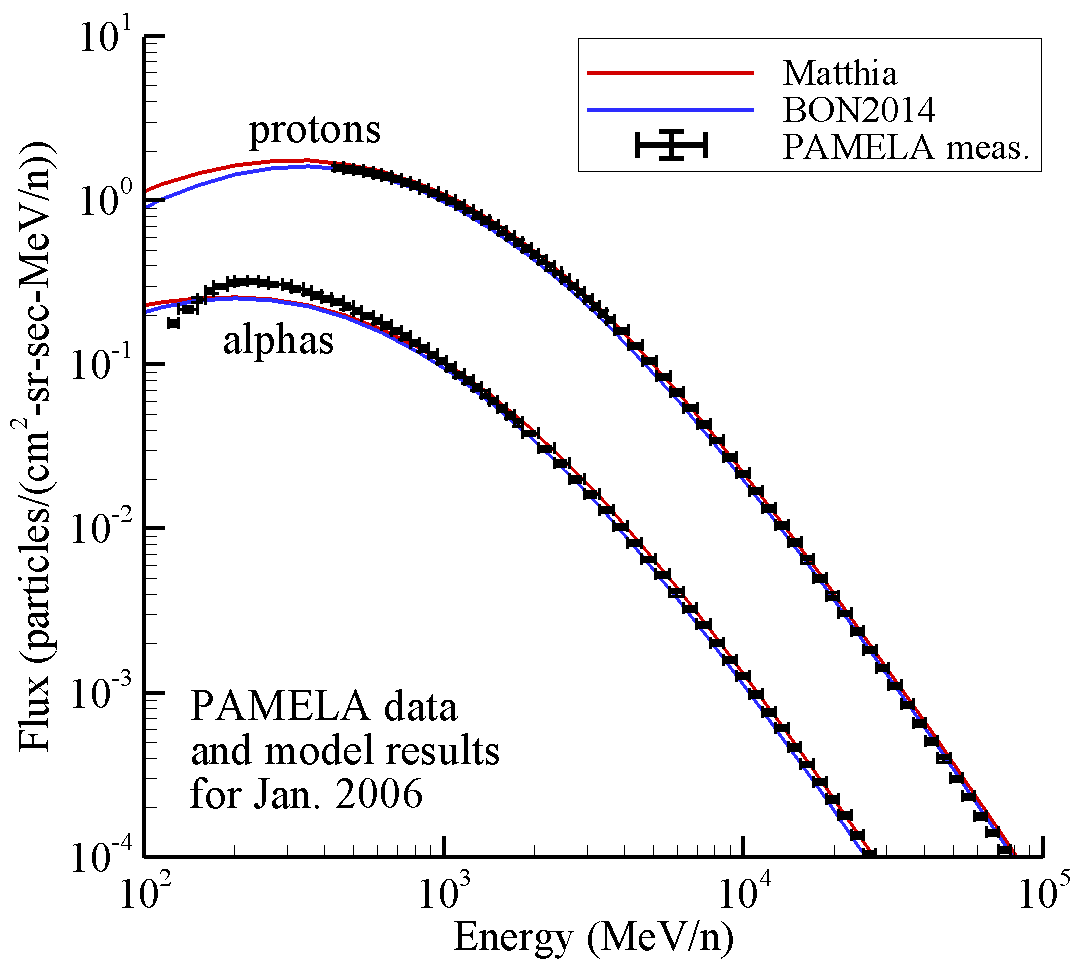 10¹
10⁰
10⁻¹
10⁻²
10⁻³
10⁻⁴
Flux (particles/(cm²-sr-sec-MeV/n))
Matthia
BON2014
PAMELA meas.
protons
alphas
PAMELA data
and model results
for Jan. 2006
10² 10³ 10⁴ 10⁵
Energy (MeV/n)